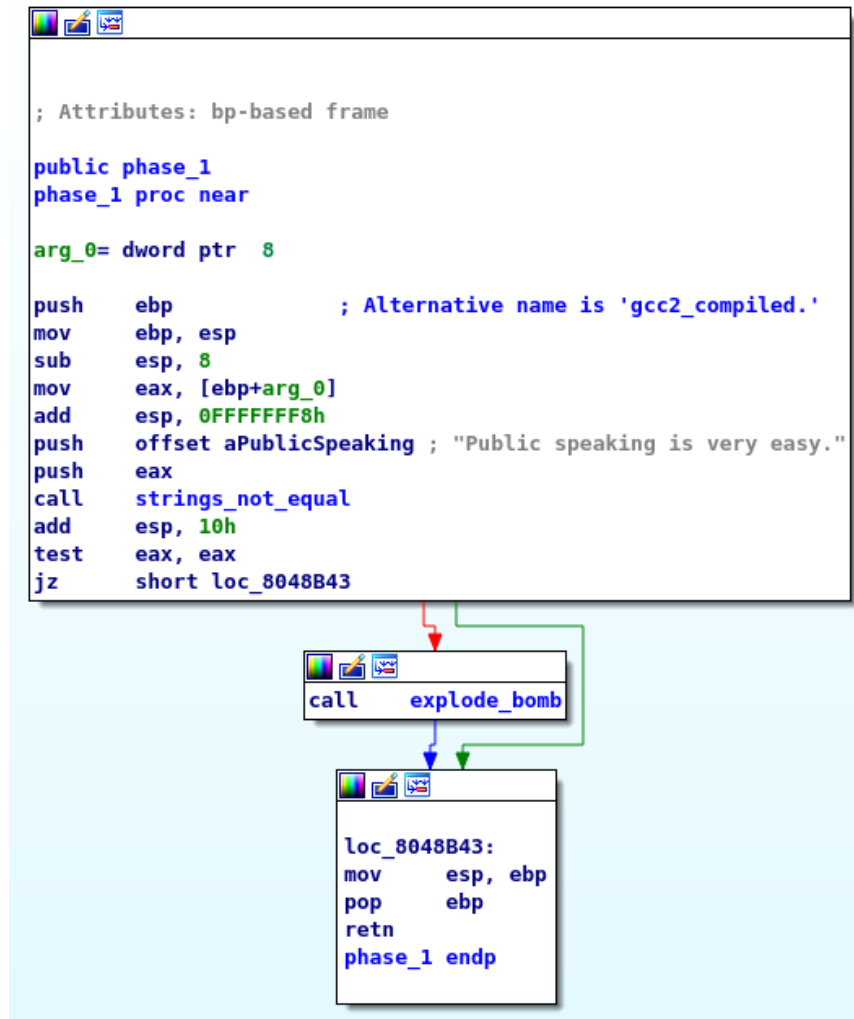 ; Attributes: bp-based frame
public phase_1
phase_1 proc near
arg_0= dword ptr  8
push    ebp             ; Alternative name is 'gcc2_compiled.'
mov     ebp, esp
sub     esp, 8
mov     eax, [ebp+arg_0]
add     esp, 0FFFFFFF8h
push    offset aPublicSpeaking ; "Public speaking is very easy."
push    eax
call    strings_not_equal
add     esp, 10h
test    eax, eax
jz      short loc_8048B43
call    explode_bomb
loc_8048B43:
mov     esp, ebp
pop     ebp
retn
phase_1 endp